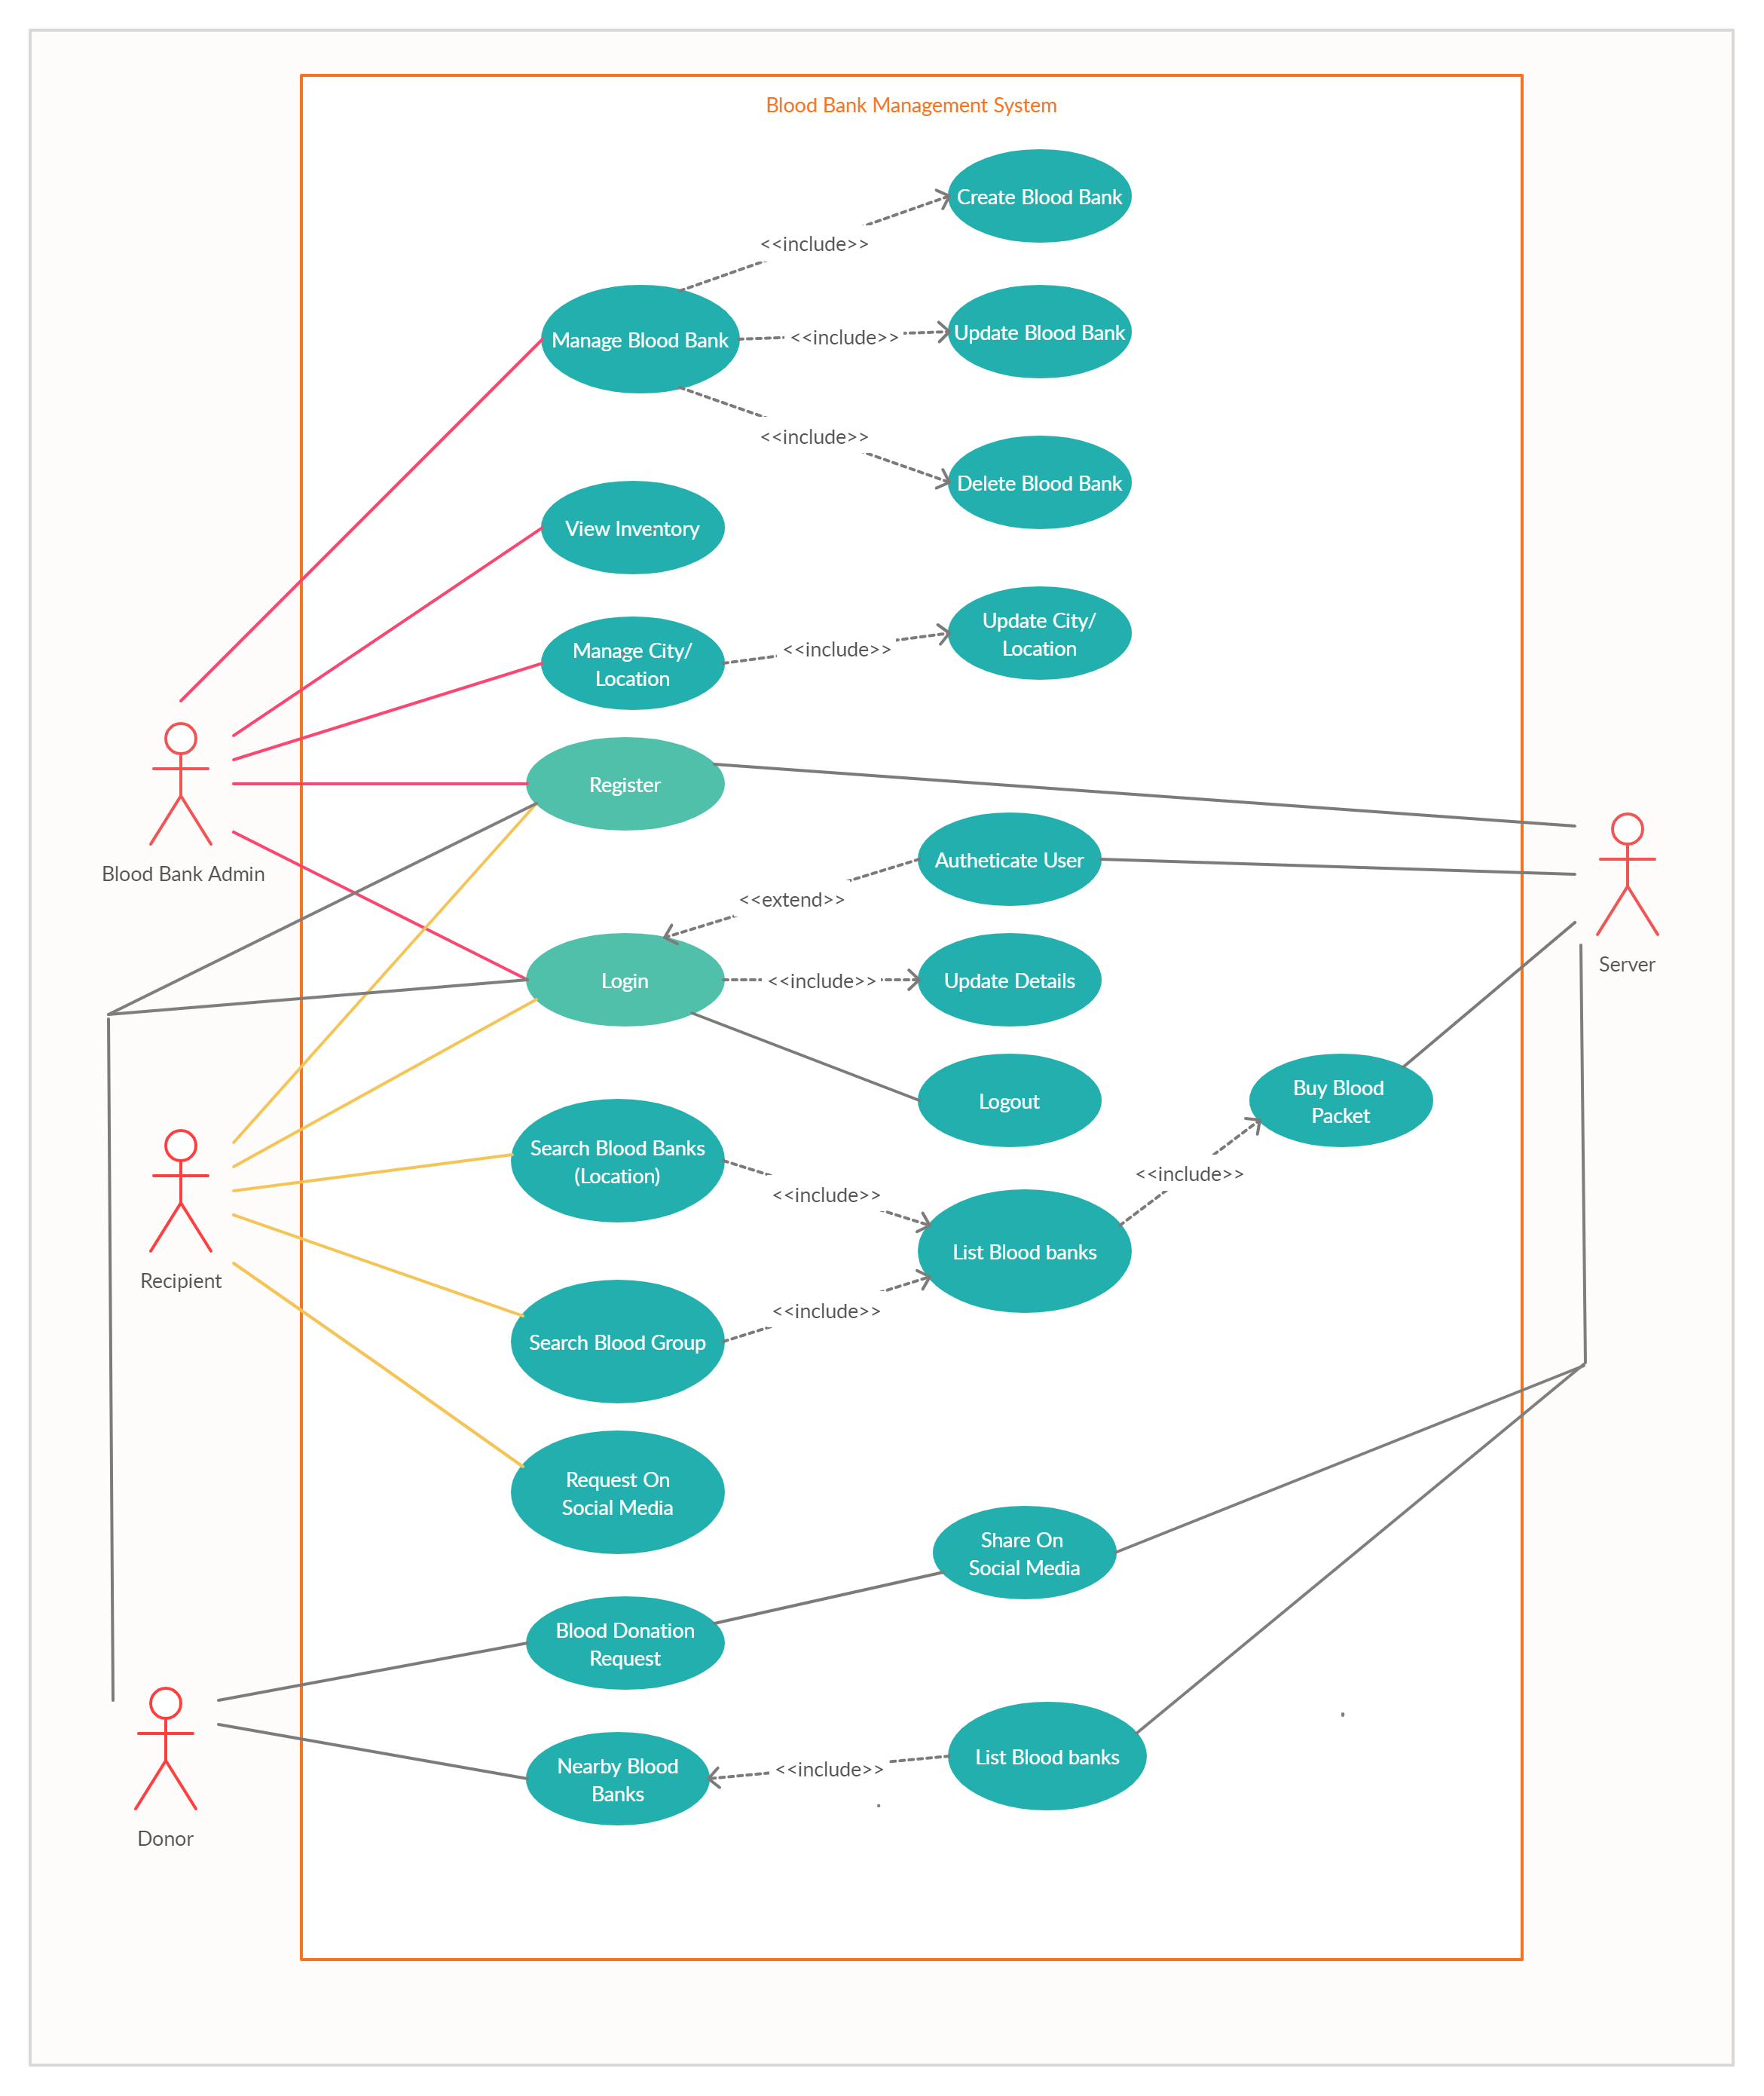 Blood Bank Management System
Create Blood Bank
<<include>>
Manage Blood Bank
<<include>>
Update Blood Bank
<<include>>
Delete Blood Bank
View Inventory
Manage City/
Location
<<include>>
Update City/
Location
Blood Bank Admin
Register
Autheticate User
<<extend>>
Server
Login
<<include>>
Update Details
Logout
Buy Blood
Packet
<<include>>
Recipient
Search Blood Banks
(Location)
<<include>>
List Blood banks
<<include>>
Search Blood Group
Request On
Social Media
Share On
Social Media
Blood Donation
Request
Donor
Nearby Blood
Banks
<<include>>
List Blood banks